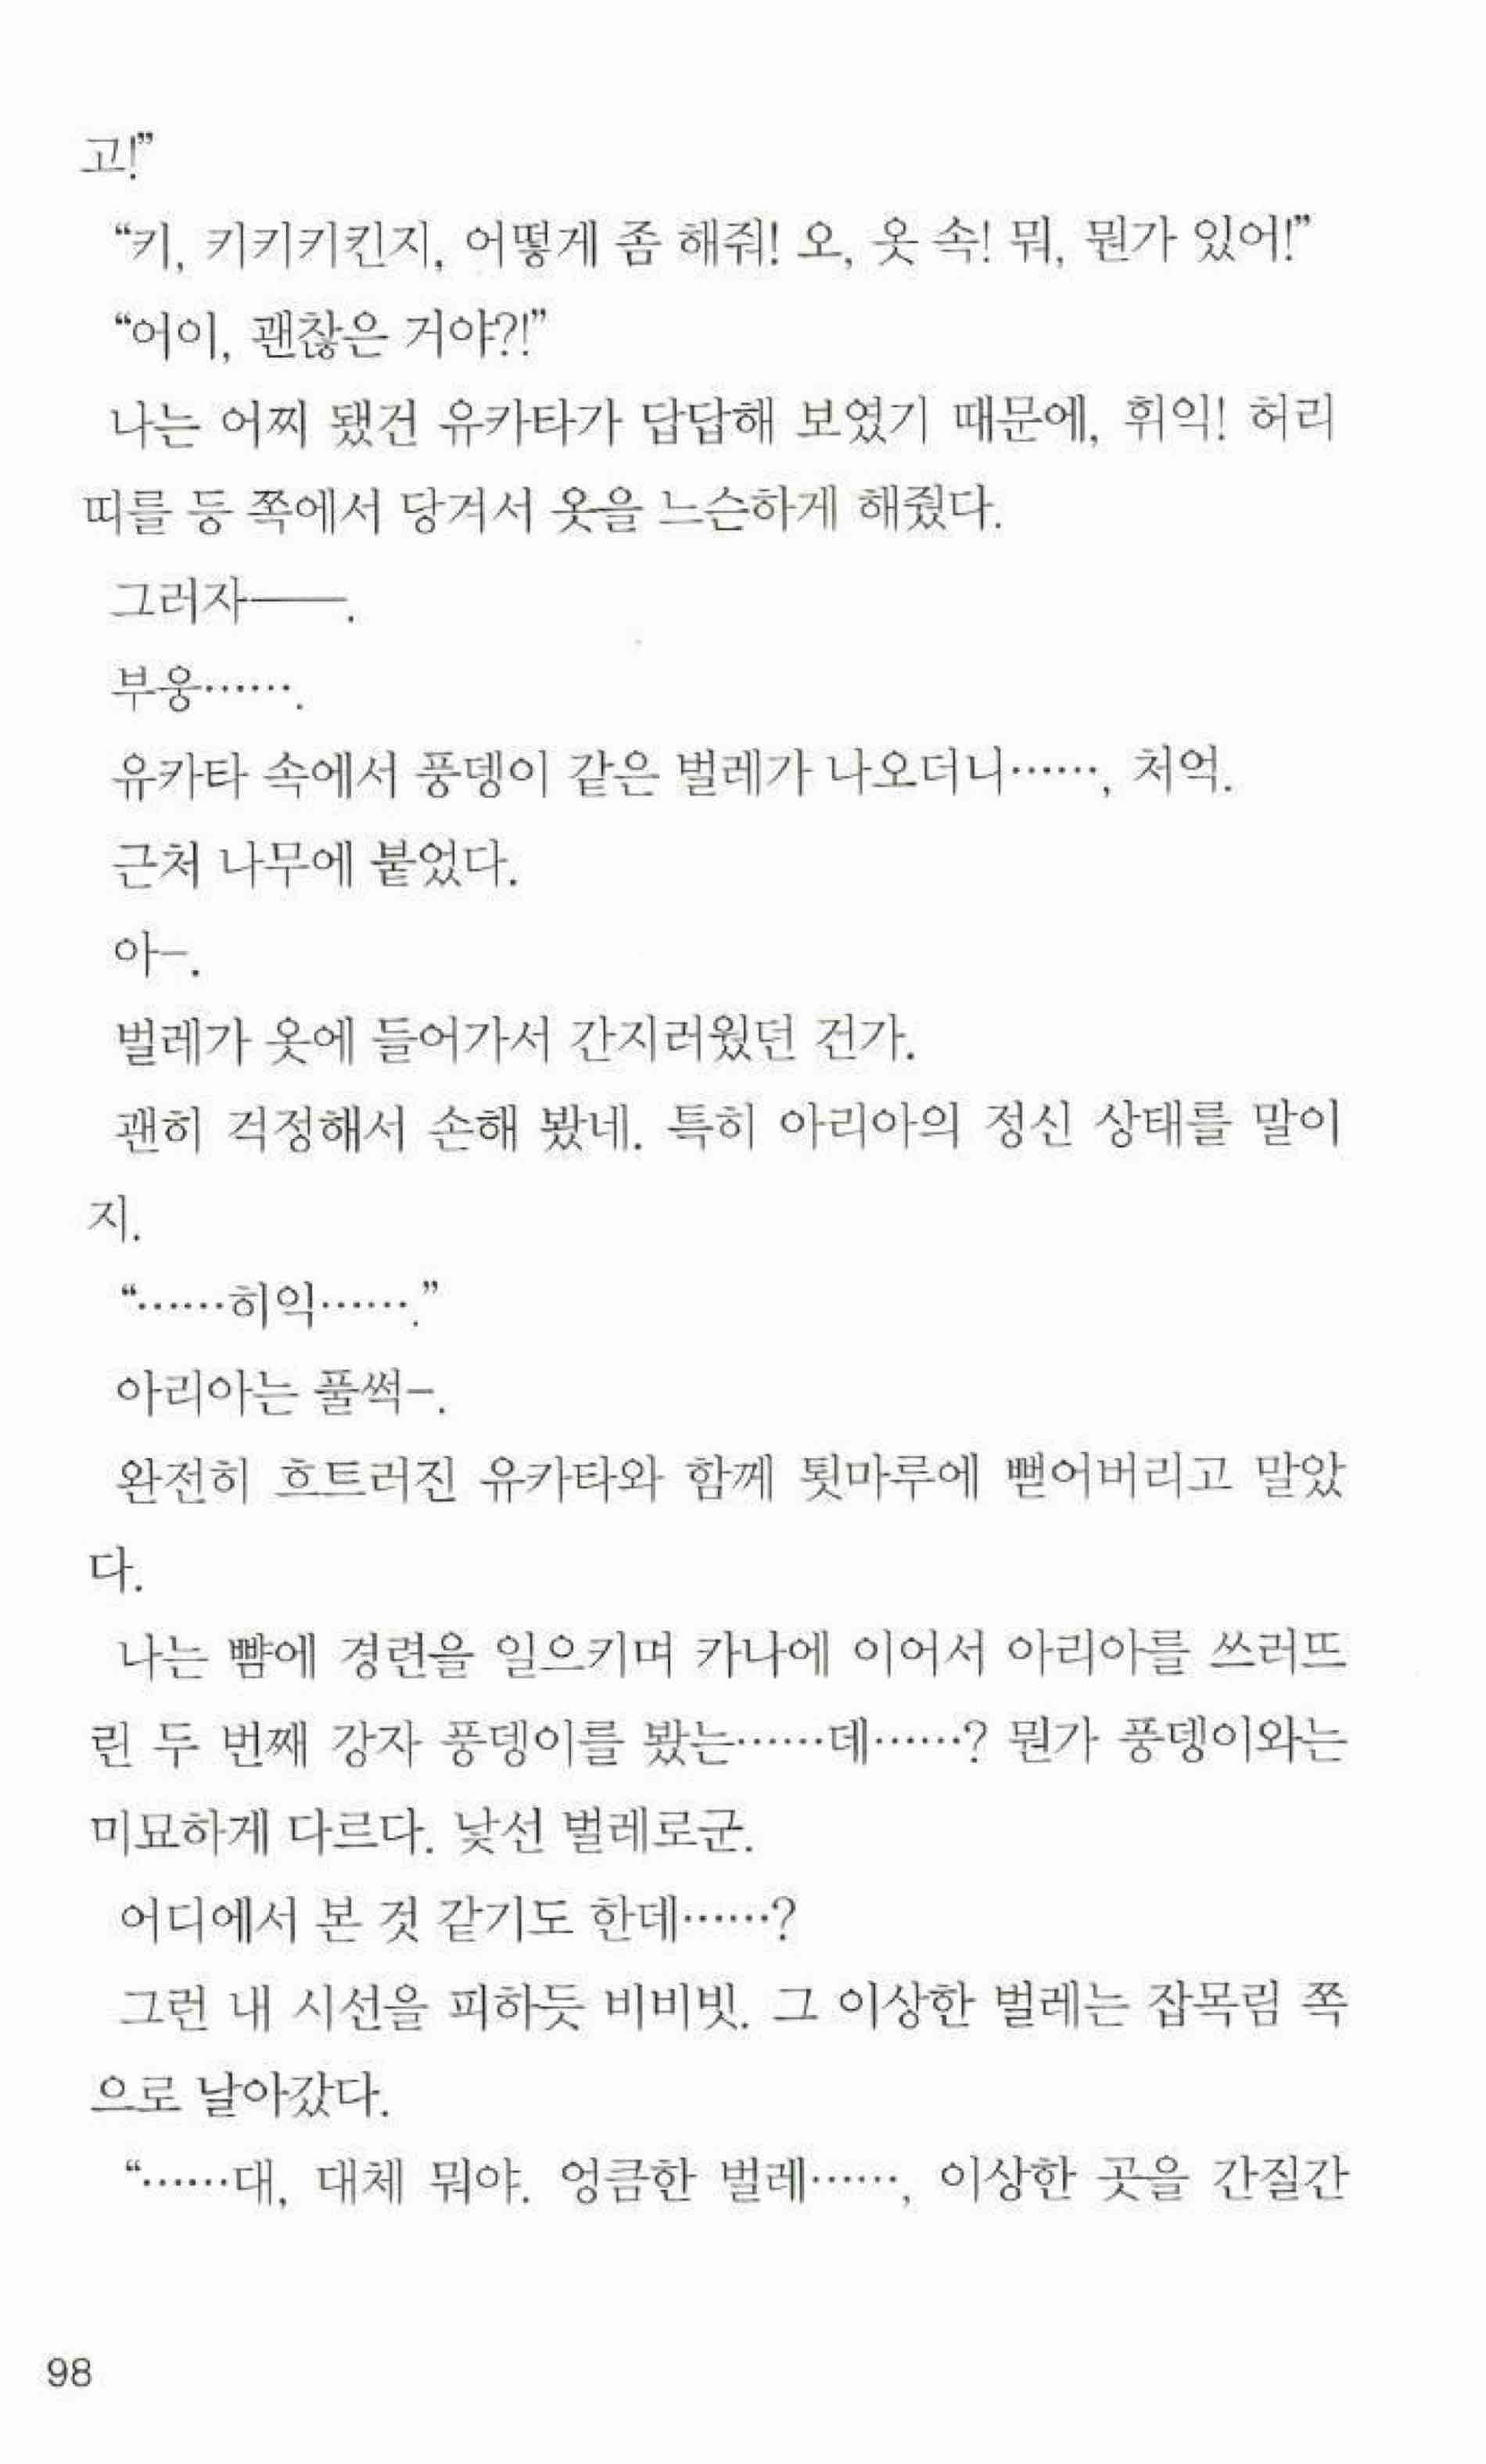 고!”
“키, 키키키킨지, 어떻게 좀 해줘! 오, 옷 속! 뭐, 뭔가 있어!”
“어이, 괜찮은 거야?!”
나는 어찌 됐건 유카타가 답답해 보였기 때문에, 휘익! 허리
띠를 등 쪽에서 당겨서 옷을 느슨하게 해줬다.
그러자――.
부웅…….
유카타 속에서 풍뎅이 같은 벌레가 나오더니……, 처억.
근처 나무에 붙었다.
아–.
벌레가 옷에 들어가서 간지러웠던 건가.
괜히 걱정해서 손해 봤네. 특히 아리아의 정신 상태를 말이
지.
“……히익…….”
아리아는 풀썩–.
완전히 흐트러진 유카타와 함께 툇마루에 뻗어버리고 말았
다.
나는 뺨에 경련을 일으키며 카나에 이어서 아리아를 쓰러뜨
린 두 번째 강자 풍뎅이를 봤는……데……? 뭔가 풍뎅이와는
미묘하게 다르다. 낯선 벌레로군.
어디에서 본 것 같기도 한데……?
그런 내 시선을 피하듯 비비빗. 그 이상한 벌레는 잡목림 쪽
으로 날아갔다.
“……대, 대체 뭐야. 엉큼한 벌레……, 이상한 곳을 간질간
98